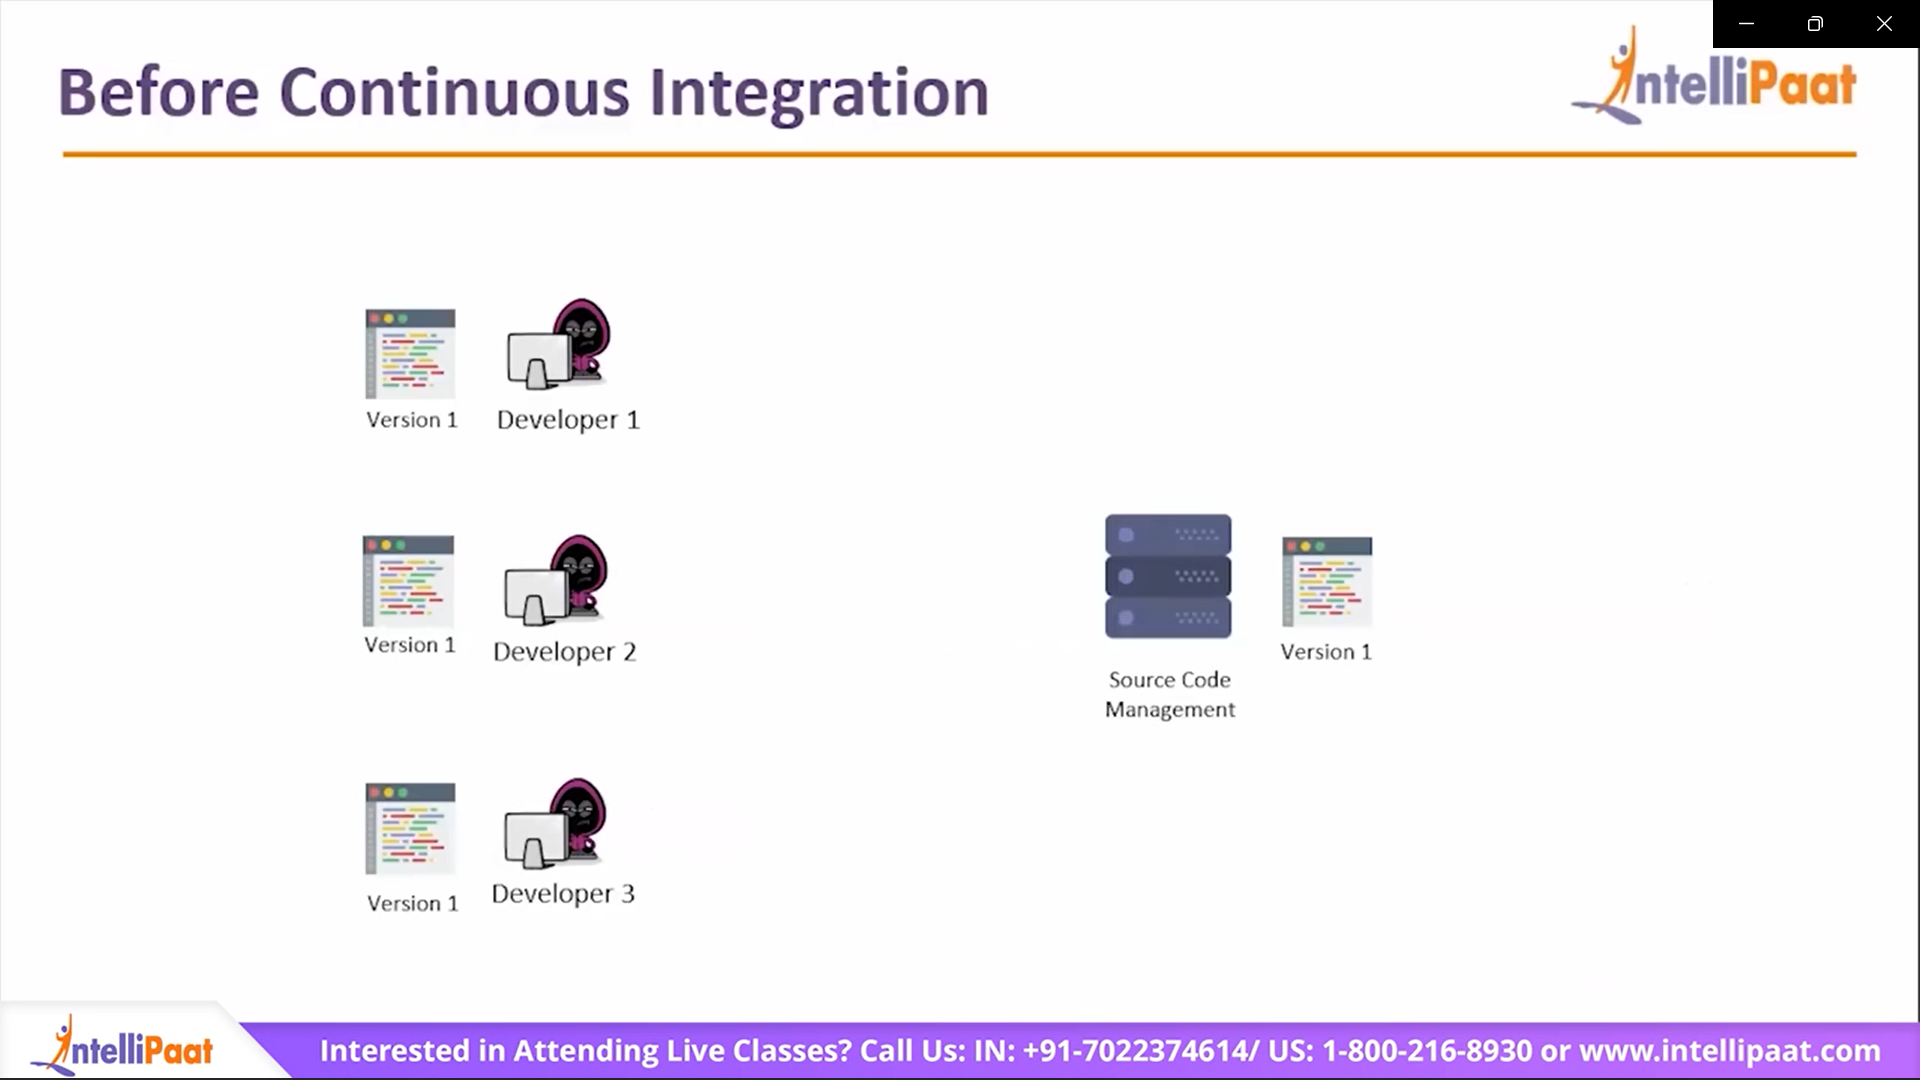 Before Continuous Integration
IntelliPaat
Version 1
Developer 1
Version 1
Developer 2
Source Code
Management
Version 1
Version 1
Developer 3
IntelliPaat
Interested in Attending Live Classes? Call Us: IN: +91-7022374614/ US: 1-800-216-8930 or www.intellipaat.com